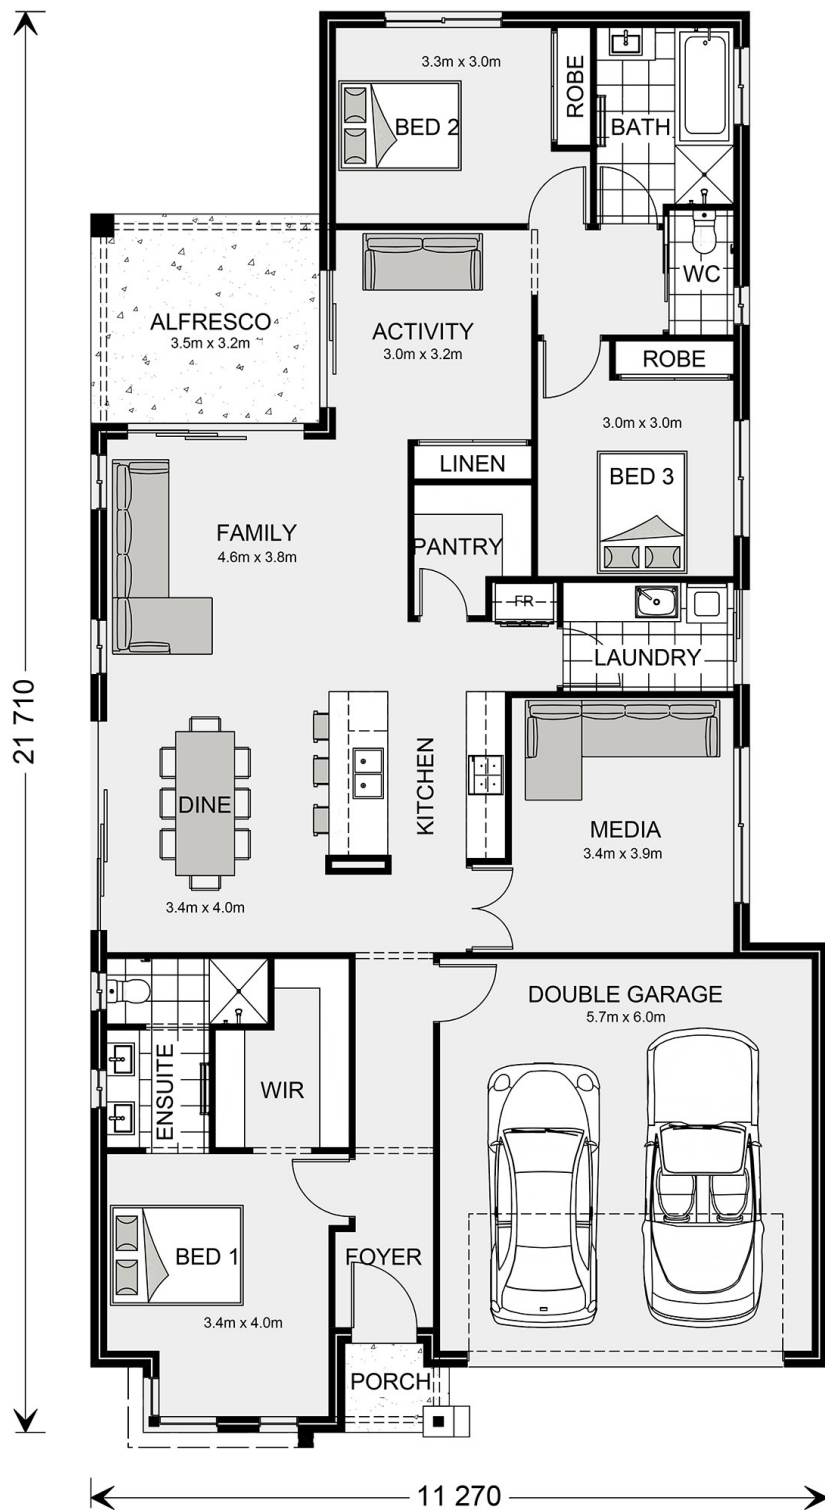 3.3m x 3.0m
BED 2
ROBE
BATH
WC
ALFRESCO
3.5m x 3.2m
ACTIVITY
3.0m x 3.2m
ROBE
3.0m x 3.0m
BED 3
LINEN
PANTRY
FAMILY
4.6m x 3.8m
FR
LAUNDRY
21 710
KITCHEN
DINE
3.4m x 4.0m
MEDIA
3.4m x 3.9m
DOUBLE GARAGE
5.7m x 6.0m
ENSUITE
WIR
BED 1
3.4m x 4.0m
FOYER
PORCH
11 270